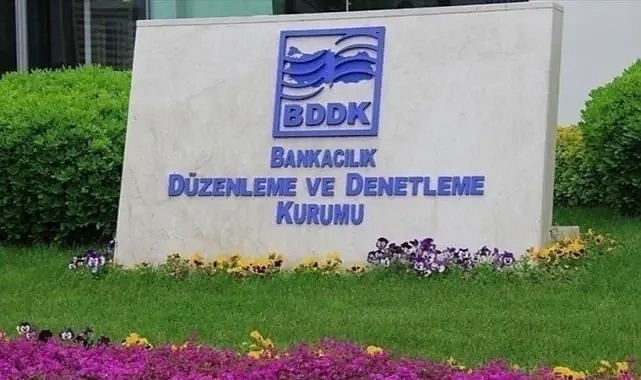 BDDK
BANKACILIK
DÜZENLEME VE DENETLEME
KURUMU